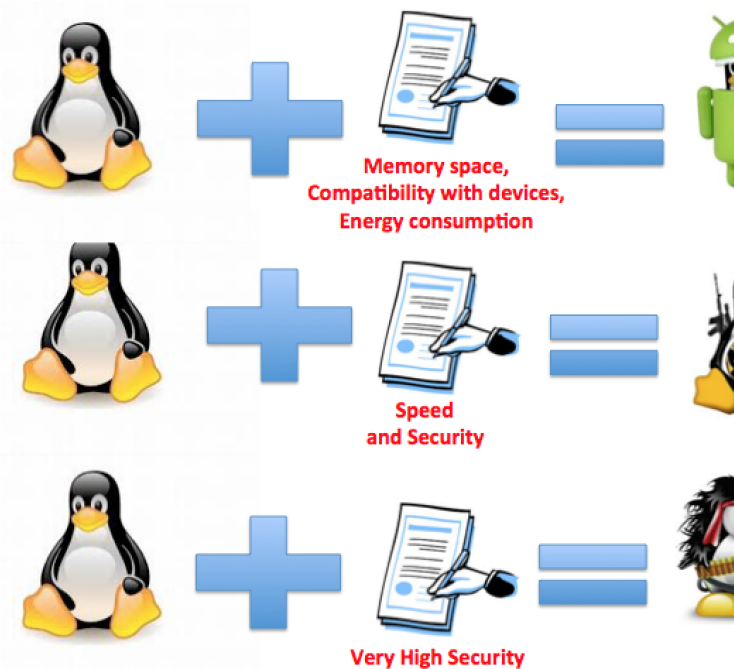 Memory space,
Compatibility with devices,
Energy consumption
Speed
and Security
Very High Security